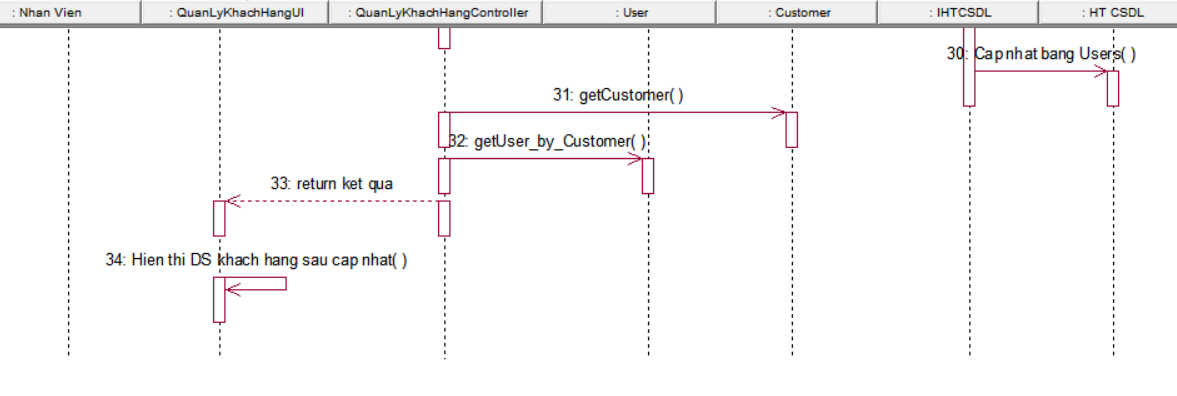 : Nhan Vien
: QuanLyKhachHangUI
: QuanLyKhachHangController
: User
: Customer
: IHTCSDL
: HT CSDL
30: Cap nhat bang Users( )
31: getCustomer( )
32: getUser_by_Customer( )
33: return ket qua
34: Hien thi DS khach hang sau cap nhat( )